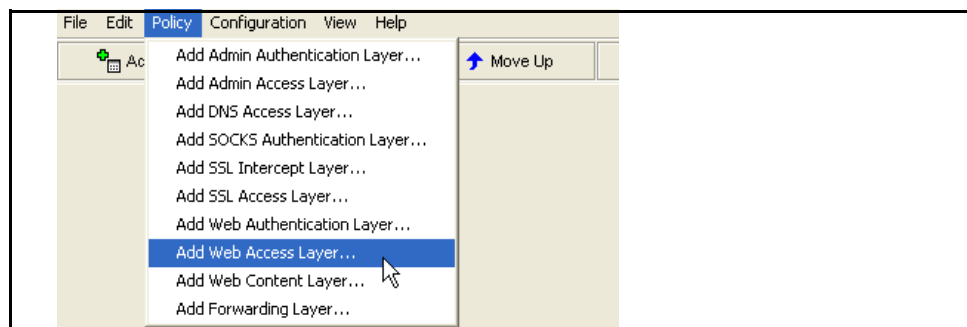 File Edit Policy Configuration View Help
Add Admin Authentication Layer... Move Up
Add Admin Access Layer...
Add DNS Access Layer...
Add SOCKS Authentication Layer...
Add SSL Intercept Layer...
Add SSL Access Layer...
Add Web Authentication Layer...
Add Web Access Layer...
Add Web Content Layer...
Add Forwarding Layer...